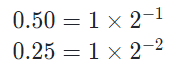 0.50 = 1 × 2⁻¹
0.25 = 1 × 2⁻²